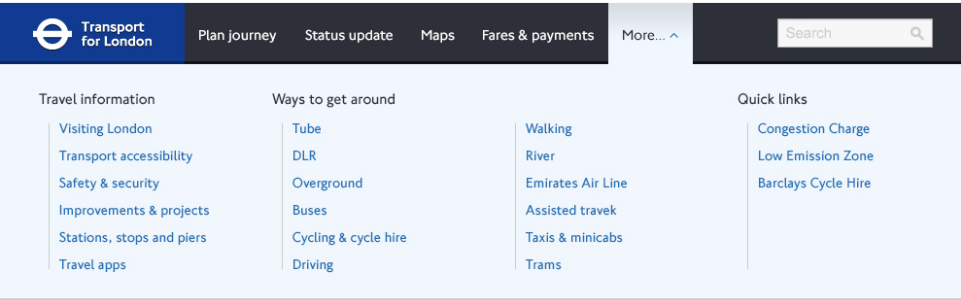 Transport
for London
Plan journey
Status update
Maps
Fares & payments
More...
Search
Travel information
Visiting London
Transport accessibility
Safety & security
Improvements & projects
Stations, stops and piers
Travel apps
Ways to get around
Tube
DLR
Overground
Buses
Cycling & cycle hire
Driving
Walking
River
Emirates Air Line
Assisted travek
Taxis & minicabs
Trams
Quick links
Congestion Charge
Low Emission Zone
Barclays Cycle Hire